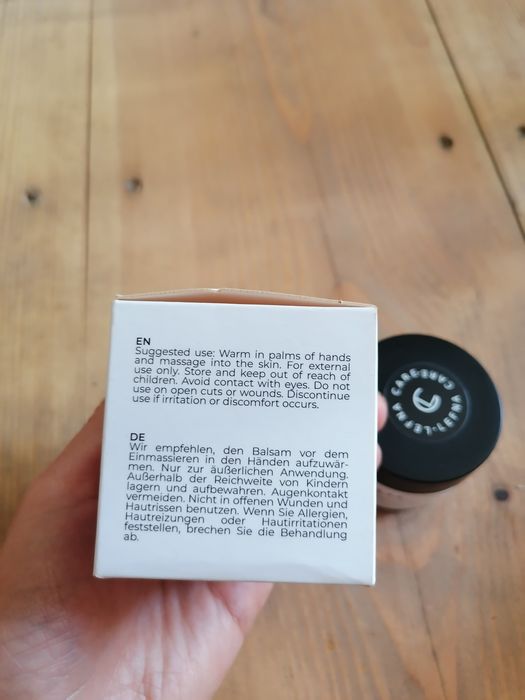 EN
Suggested use: Warm in palms of hands
and massage into the skin. For external
use only. Store and keep out of reach of
children. Avoid contact with eyes. Do not
use on open cuts or wounds. Discontinue
use if irritation or discomfort occurs.
DE
Wir empfehlen, den Balsam vor dem
Einmassieren in den Händen aufzuwär-
men. Nur zur äußerlichen Anwendung.
Außerhalb der Reichweite von Kindern
lagern und aufbewahren. Augenkontakt
vermeiden. Nicht in offenen Wunden und
Hautrissen benutzen. Wenn Sie Allergien,
Hautreizungen oder Hautirritationen
feststellen, brechen Sie die Behandlung
ab.